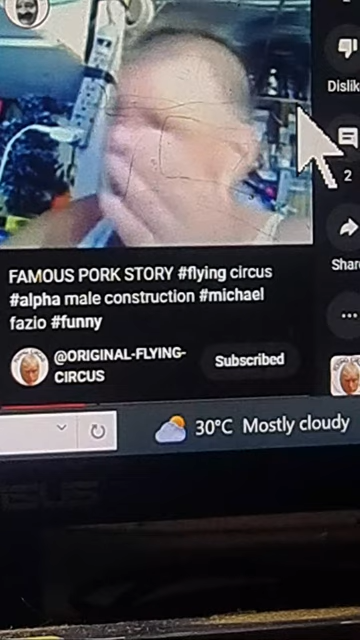 Dislik
2
Shar
FAMOUS PORK STORY #flying circus
#alpha male construction #michael
fazio #funny
@ORIGINAL-FLYING-
CIRCUS
Subscribed
30°C Mostly cloudy
ASUS